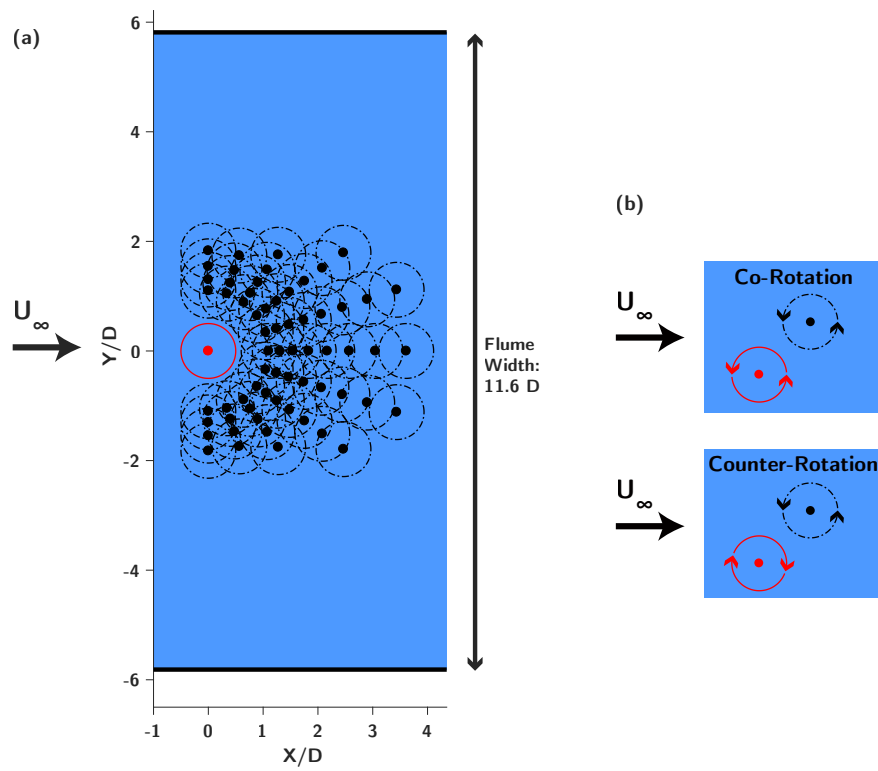 (a)
6
4
2
0
-2
-4
-6
Y/D
-1
0
1
2
3
4
X/D
U∞
Flume
Width:
11.6 D
(b)
Co-Rotation
U∞
Counter-Rotation
U∞